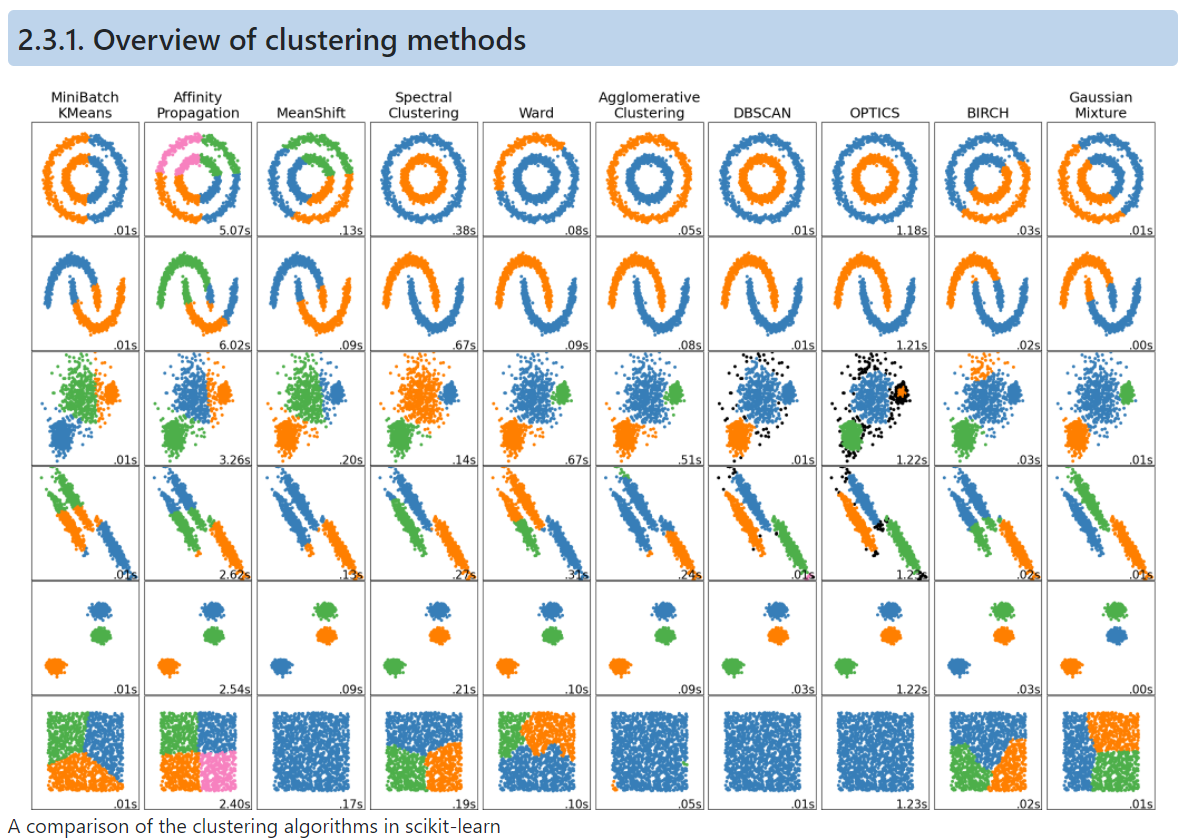 2.3.1. Overview of clustering methods
MiniBatch
KMeans
Affinity
Propagation
MeanShift
Spectral
Clustering
Ward
Agglomerative
Clustering
DBSCAN
OPTICS
BIRCH
Gaussian
Mixture
.01s 5.07s .13s .38s .08s .05s .01s 1.18s .03s .01s
.01s 6.02s .09s .67s .09s .08s .01s 1.21s .02s .00s
.01s 3.26s .20s .14s .67s .51s .01s 1.22s .03s .01s
.01s 2.62s .13s .27s .31s .24s .01s 1.23s .02s .01s
.01s 2.54s .09s .21s .10s .09s .03s 1.22s .03s .00s
.01s 2.40s .17s .19s .10s .05s .01s 1.23s .02s .01s
A comparison of the clustering algorithms in scikit-learn